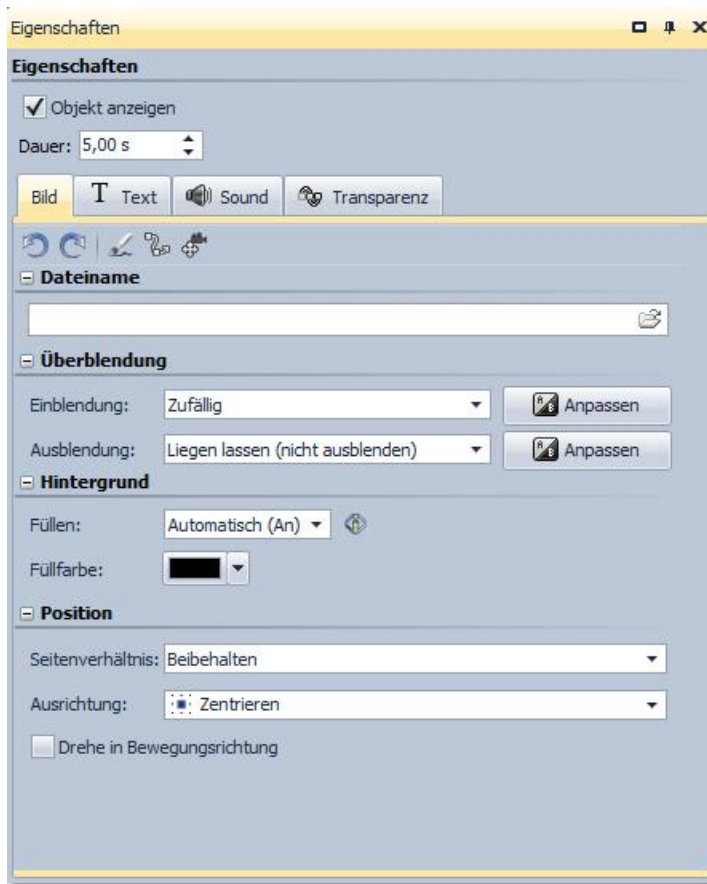 Eigenschaften
Eigenschaften
Objekt anzeigen
Dauer: 5,00 s
Bild T Text Sound Transparenz
Dateiname
Überblendung
Einblendung: Zufällig Anpassen
Ausblendung: Liegen lassen (nicht ausblenden) Anpassen
Hintergrund
Füllen: Automatisch (An)
Füllfarbe:
Position
Seitenverhältnis: Beibehalten
Ausrichtung: Zentrieren
Drehe in Bewegungsrichtung